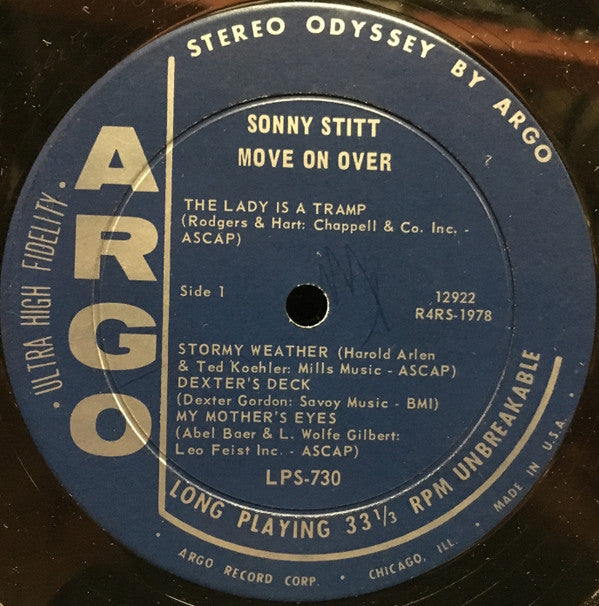 STEREO ODYSSEY BY ARGO
· ULTRA HIGH FIDELITY ·
ARGO
SONNY STITT
MOVE ON OVER
THE LADY IS A TRAMP
(Rodgers & Hart: Chappell & Co. Inc. -
ASCAP)
Side 1
12922
R4RS-1978
STORMY WEATHER (Harold Arlen
& Ted Koehler: Mills Music - ASCAP)
DEXTER'S DECK
(Dexter Gordon: Savoy Music - BMI)
MY MOTHER'S EYES
(Abel Baer & L. Wolfe Gilbert:
Leo Feist Inc. - ASCAP)
LPS-730
LONG PLAYING 33 1/3 RPM UNBREAKABLE
· ARGO RECORD CORP. · CHICAGO, ILL. · MADE IN U.S.A.